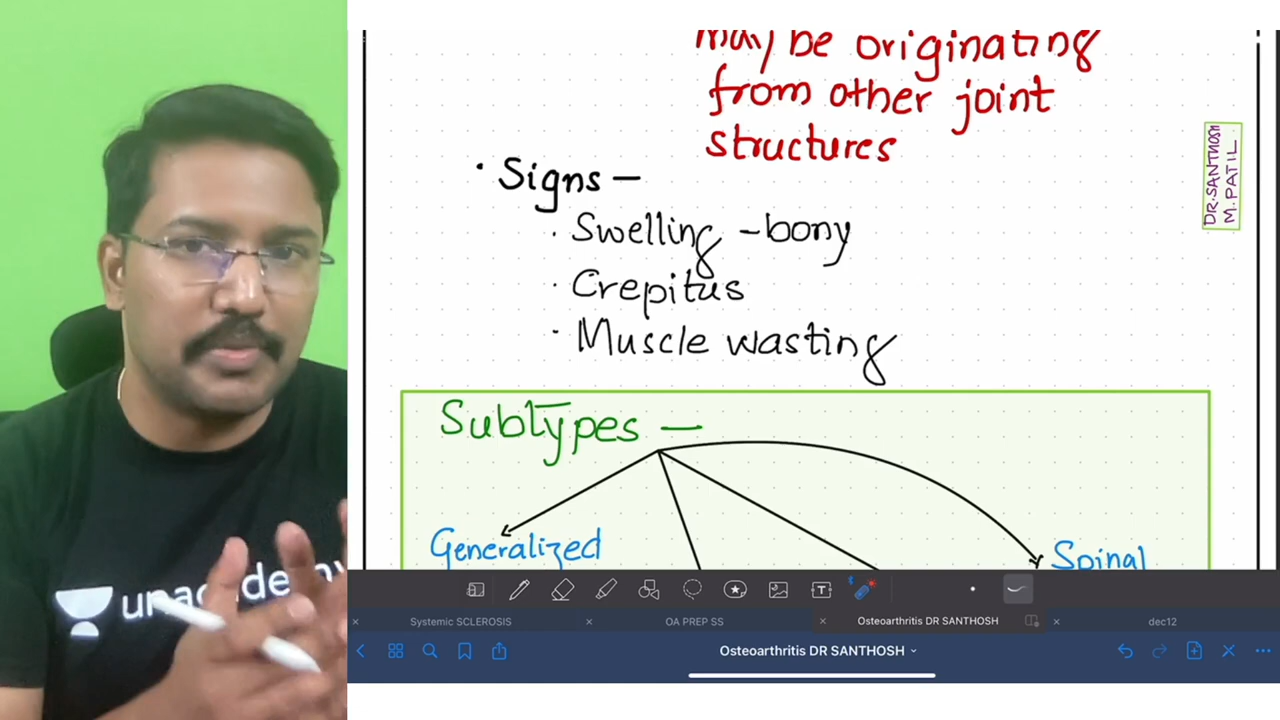 may be originating
from other joint
structures
· Signs –
· Swelling – bony
· Crepitus
· Muscle wasting
DR. SANTHOSH
M. PATIL
Subtypes –
Generalized
Spinal
unacademy
Systemic SCLEROSIS
OA PREP SS
Osteoarthritis DR SANTHOSH
dec12
Osteoarthritis DR SANTHOSH